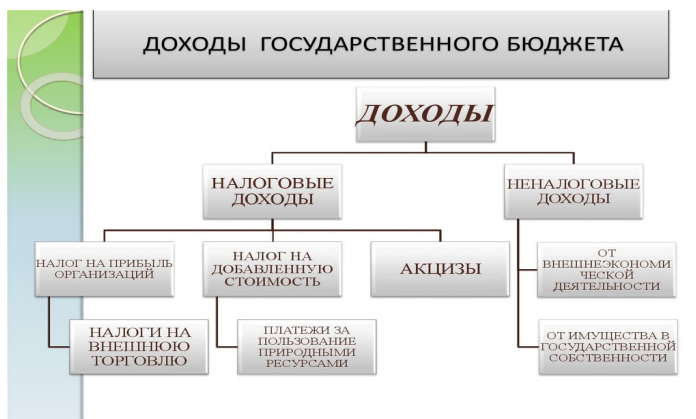 ДОХОДЫ ГОСУДАРСТВЕННОГО БЮДЖЕТА
ДОХОДЫ
НАЛОГОВЫЕ
ДОХОДЫ
НЕНАЛОГОВЫЕ
ДОХОДЫ
НАЛОГ НА ПРИБЫЛЬ
ОРГАНИЗАЦИЙ
НАЛОГ НА
ДОБАВЛЕННУЮ
СТОИМОСТЬ
АКЦИЗЫ
ОТ
ВНЕШНЕЭКОНОМИ
ЧЕСКОЙ
ДЕЯТЕЛЬНОСТИ
НАЛОГИ НА
ВНЕШНЮЮ
ТОРГОВЛЮ
ПЛАТЕЖИ ЗА
ПОЛЬЗОВАНИЕ
ПРИРОДНЫМИ
РЕСУРСАМИ
ОТ ИМУЩЕСТВА В
ГОСУДАРСТВЕННОЙ
СОБСТВЕННОСТИ